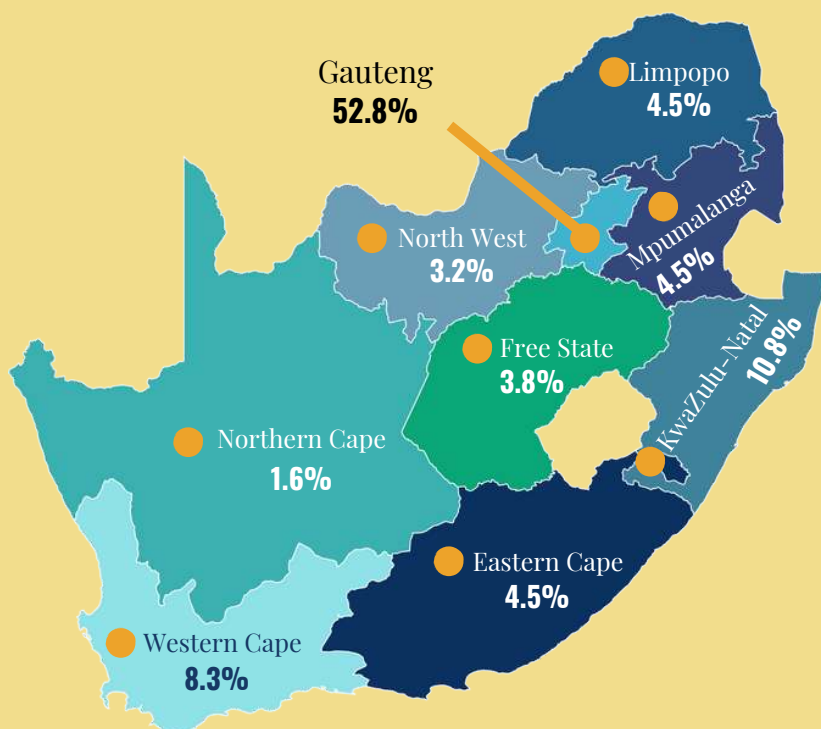 Gauteng
52.8%
Limpopo
4.5%
Mpumalanga
4.5%
North West
3.2%
KwaZulu-Natal
10.8%
Free State
3.8%
Northern Cape
1.6%
Eastern Cape
4.5%
Western Cape
8.3%